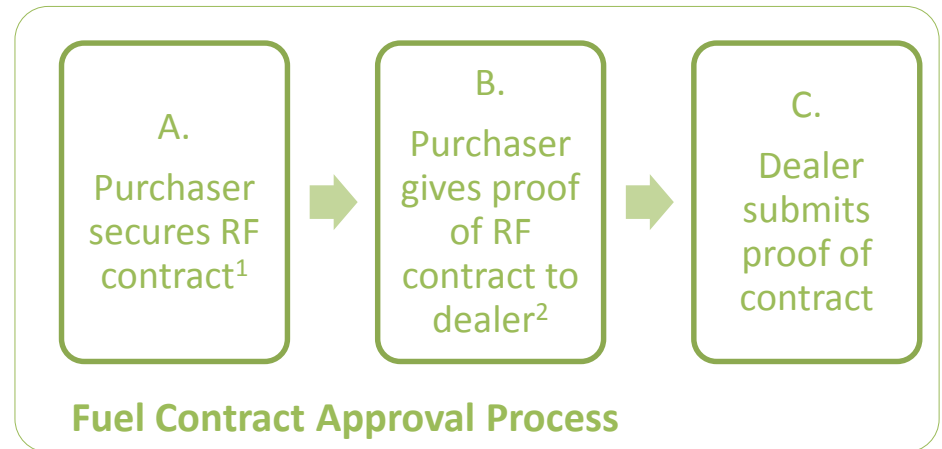 A.
Purchaser
secures RF
contract¹
B.
Purchaser
gives proof
of RF
contract to
dealer²
C.
Dealer
submits
proof of
contract
Fuel Contract Approval Process